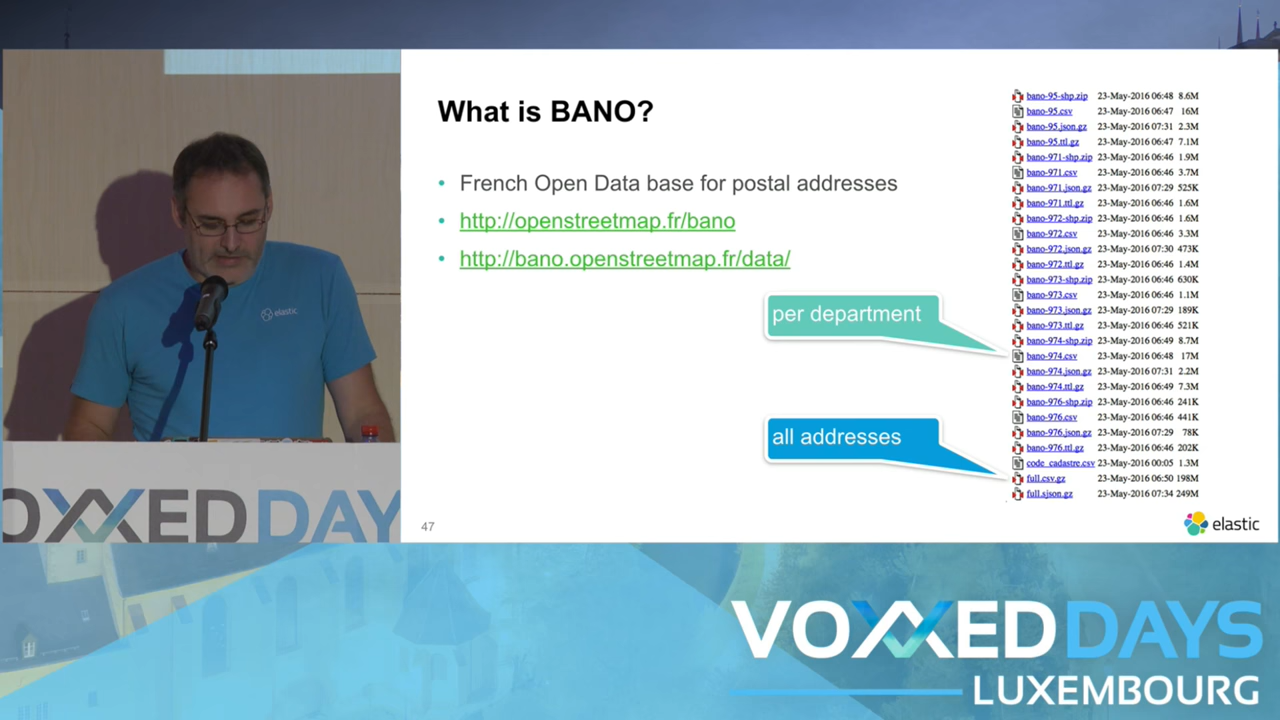 What is BANO?
• French Open Data base for postal addresses
• http://openstreetmap.fr/bano
• http://bano.openstreetmap.fr/data/
per department
all addresses
bano-95-shp.zip 23-May-2016 06:48 8.6M
bano-95.csv 23-May-2016 06:47 16M
bano-95.json.gz 23-May-2016 07:31 2.3M
bano-95.ttl.gz 23-May-2016 06:47 7.1M
bano-971-shp.zip 23-May-2016 06:46 1.9M
bano-971.csv 23-May-2016 06:46 3.7M
bano-971.json.gz 23-May-2016 07:29 525K
bano-971.ttl.gz 23-May-2016 06:46 1.6M
bano-972-shp.zip 23-May-2016 06:46 1.6M
bano-972.csv 23-May-2016 06:46 3.3M
bano-972.json.gz 23-May-2016 07:30 473K
bano-972.ttl.gz 23-May-2016 06:46 1.4M
bano-973-shp.zip 23-May-2016 06:46 630K
bano-973.csv 23-May-2016 06:46 1.1M
bano-973.json.gz 23-May-2016 07:29 189K
bano-973.ttl.gz 23-May-2016 06:46 521K
bano-974-shp.zip 23-May-2016 06:49 8.7M
bano-974.csv 23-May-2016 06:48 17M
bano-974.json.gz 23-May-2016 07:31 2.2M
bano-974.ttl.gz 23-May-2016 06:49 7.3M
bano-976-shp.zip 23-May-2016 06:46 241K
bano-976.csv 23-May-2016 06:46 441K
bano-976.json.gz 23-May-2016 07:29 78K
bano-976.ttl.gz 23-May-2016 06:46 202K
code_cadastre.csv 23-May-2016 00:05 1.3M
full.csv.gz 23-May-2016 06:50 198M
full.sjson.gz 23-May-2016 07:34 249M
47
elastic
elastic
OXXED DAY
VOXXED DAYS
LUXEMBOURG